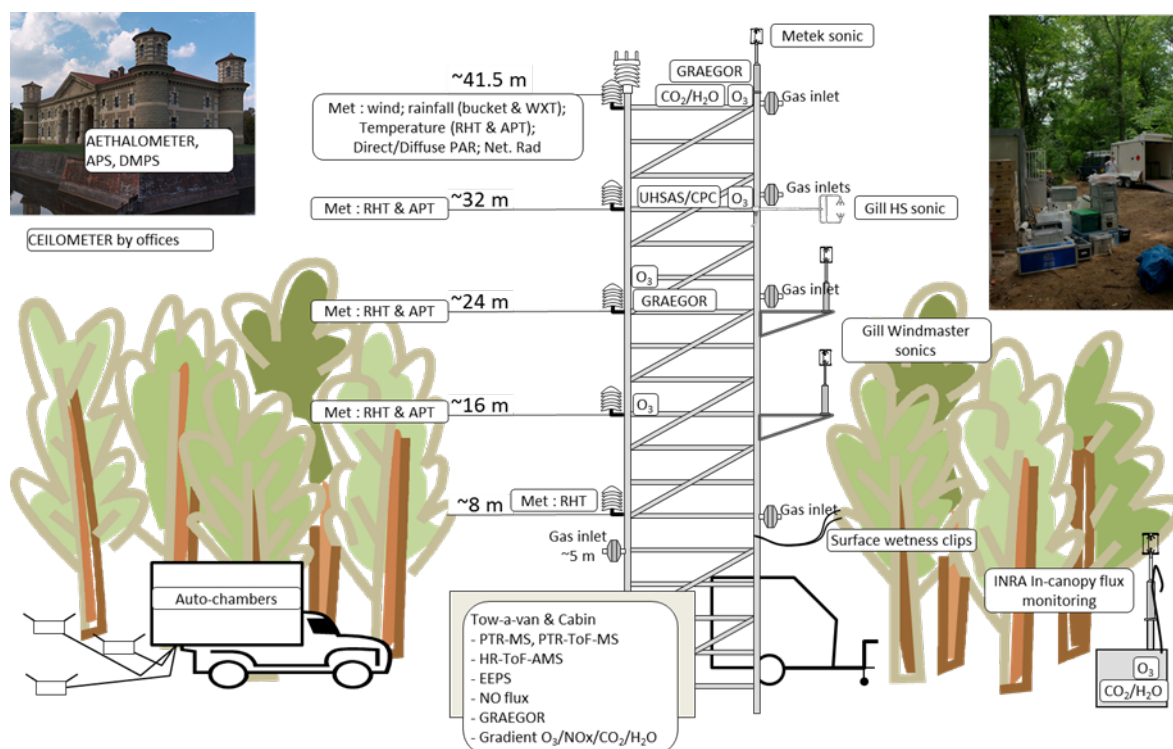 Metek sonic
~41.5 m
GRAEGOR
CO₂/H₂O
O₃
Gas inlet
Met : wind; rainfall (bucket & WXT);
Temperature (RHT & APT);
Direct/Diffuse PAR; Net. Rad
AETHALOMETER,
APS, DMPS
CEILOMETER by offices
Met : RHT & APT
~32 m
UHSAS/CPC
O₃
Gas inlets
Gill HS sonic
O₃
Met : RHT & APT
~24 m
GRAEGOR
Gas inlet
Gill Windmaster
sonics
Met : RHT & APT
~16 m
O₃
~8 m
Met : RHT
Gas inlet
Surface wetness clips
Gas inlet
~5 m
INRA In-canopy flux
monitoring
Auto-chambers
Tow-a-van & Cabin
- PTR-MS, PTR-ToF-MS
- HR-ToF-AMS
- EEPS
- NO flux
- GRAEGOR
- Gradient O₃/NOx/CO₂/H₂O
O₃
CO₂/H₂O